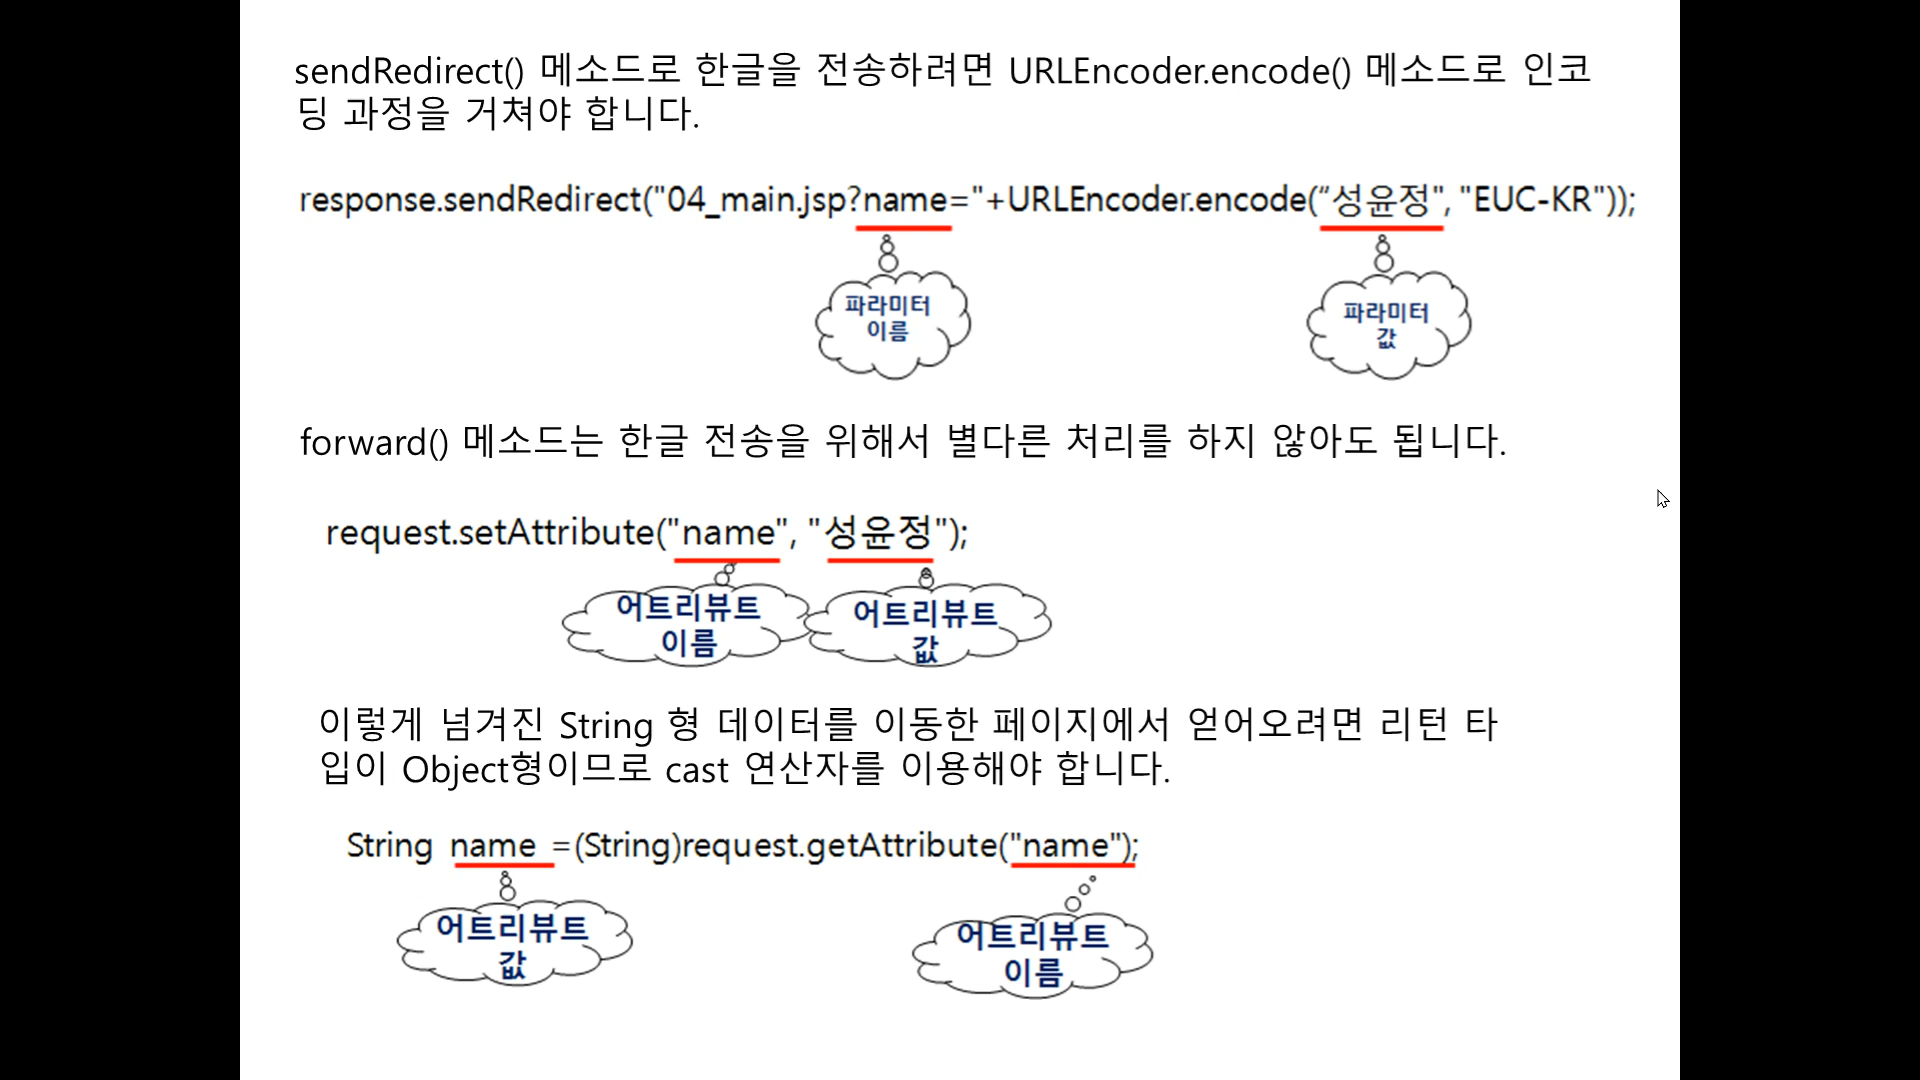 sendRedirect() 메소드로 한글을 전송하려면 URLEncoder.encode() 메소드로 인코
딩 과정을 거쳐야 합니다.
response.sendRedirect("04_main.jsp?name="+URLEncoder.encode(“성윤정", "EUC-KR"));
파라미터
이름
파라미터
값
forward() 메소드는 한글 전송을 위해서 별다른 처리를 하지 않아도 됩니다.
request.setAttribute("name", "성윤정");
어트리뷰트
이름
어트리뷰트
값
이렇게 넘겨진 String 형 데이터를 이동한 페이지에서 얻어오려면 리턴 타
입이 Object형이므로 cast 연산자를 이용해야 합니다.
String name =(String)request.getAttribute("name");
어트리뷰트
값
어트리뷰트
이름